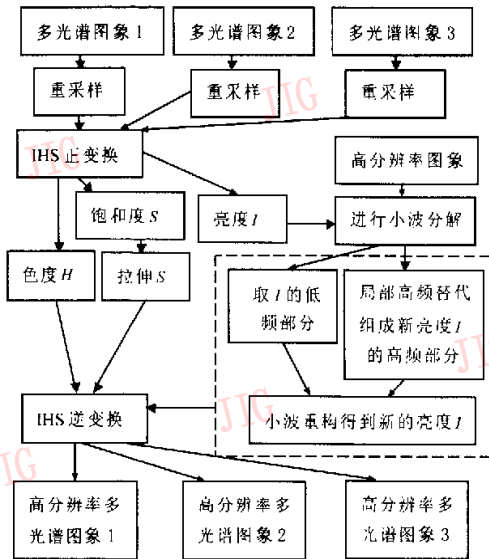 多光谱图象1
多光谱图象2
多光谱图象3
重采样
重采样
重采样
IHS正变换
高分辨率图象
饱和度S
亮度I
进行小波分解
色度H
拉伸S
取I的低
频部分
局部高频替代
组成新亮度I
的高频部分
IHS逆变换
小波重构得到新的亮度I
高分辨率多
光谱图象1
高分辨率多
光谱图象2
高分辨率多
光谱图象3
JIG
JIG
JIG
JIG
JIG